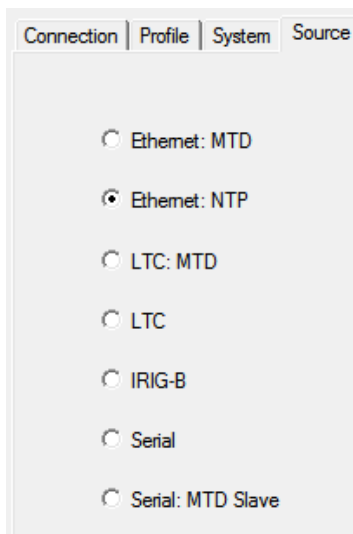 Connection Profile System Source
Ethernet: MTD
Ethernet: NTP
LTC: MTD
LTC
IRIG-B
Serial
Serial: MTD Slave